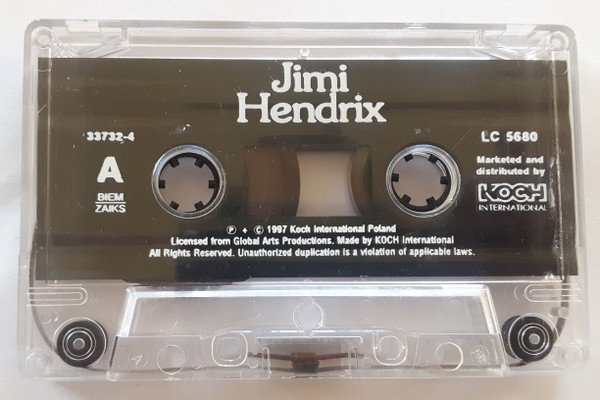 Jimi
Hendrix
33732-4
LC 5680
A
Marketed and
distributed by
BIEM
ZAIKS
KOCH
INTERNATIONAL
Ⓟ + © 1997 Koch International Poland
Licensed from Global Arts Productions. Made by KOCH International
All Rights Reserved. Unauthorized duplication is a violation of applicable laws.